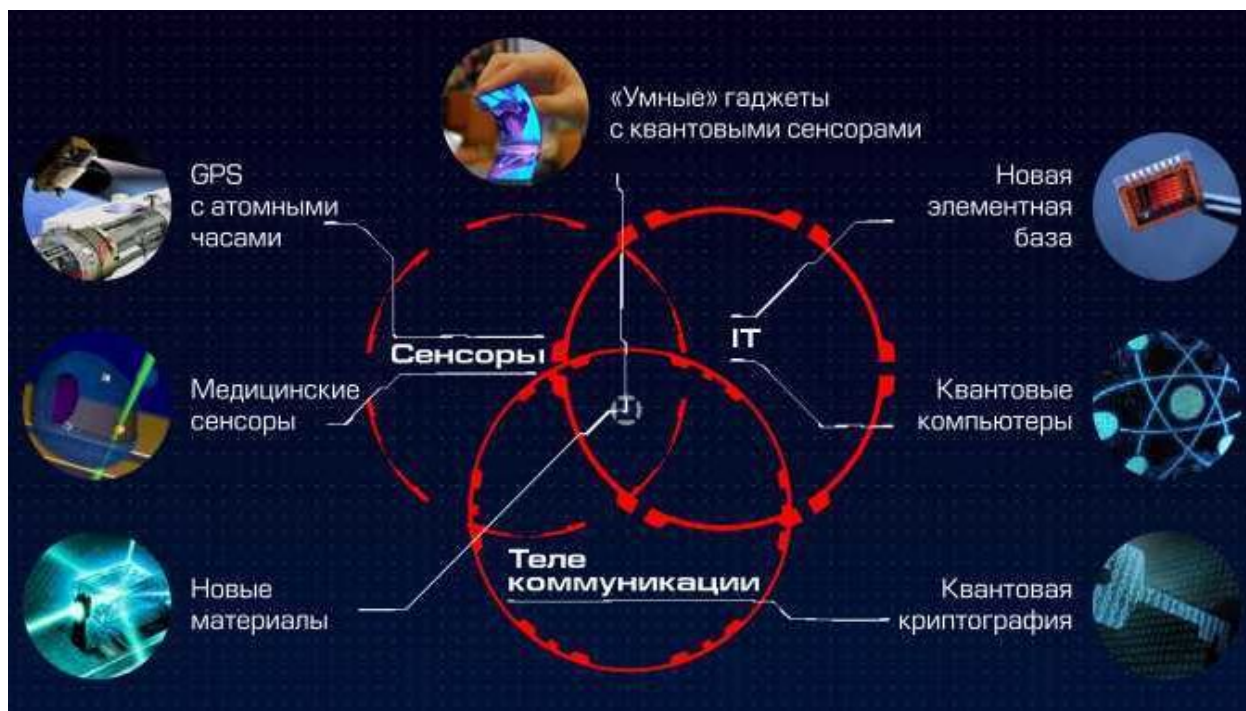 «Умные» гаджеты
с квантовыми сенсорами
GPS
с атомными
часами
Новая
элементная
база
Сенсоры
IT
Медицинские
сенсоры
Квантовые
компьютеры
Теле
коммуникации
Новые
материалы
Квантовая
криптография